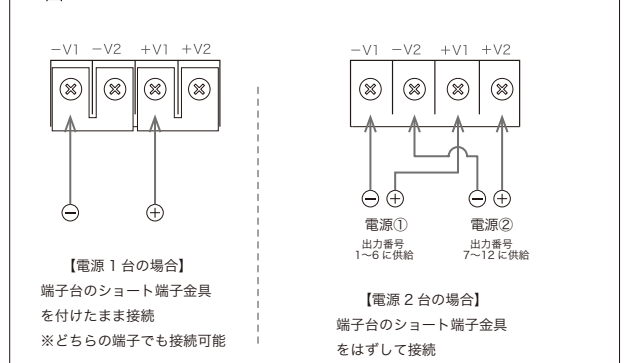 −V1 −V2 +V1 +V2
⊖ ⊕
【電源 1 台の場合】
端子台のショート端子金具
を付けたまま接続
※どちらの端子でも接続可能
−V1 −V2 +V1 +V2
⊖ ⊕ ⊖ ⊕
電源① 電源②
出力番号 出力番号
1〜6 に供給 7〜12 に供給
【電源 2 台の場合】
端子台のショート端子金具
をはずして接続